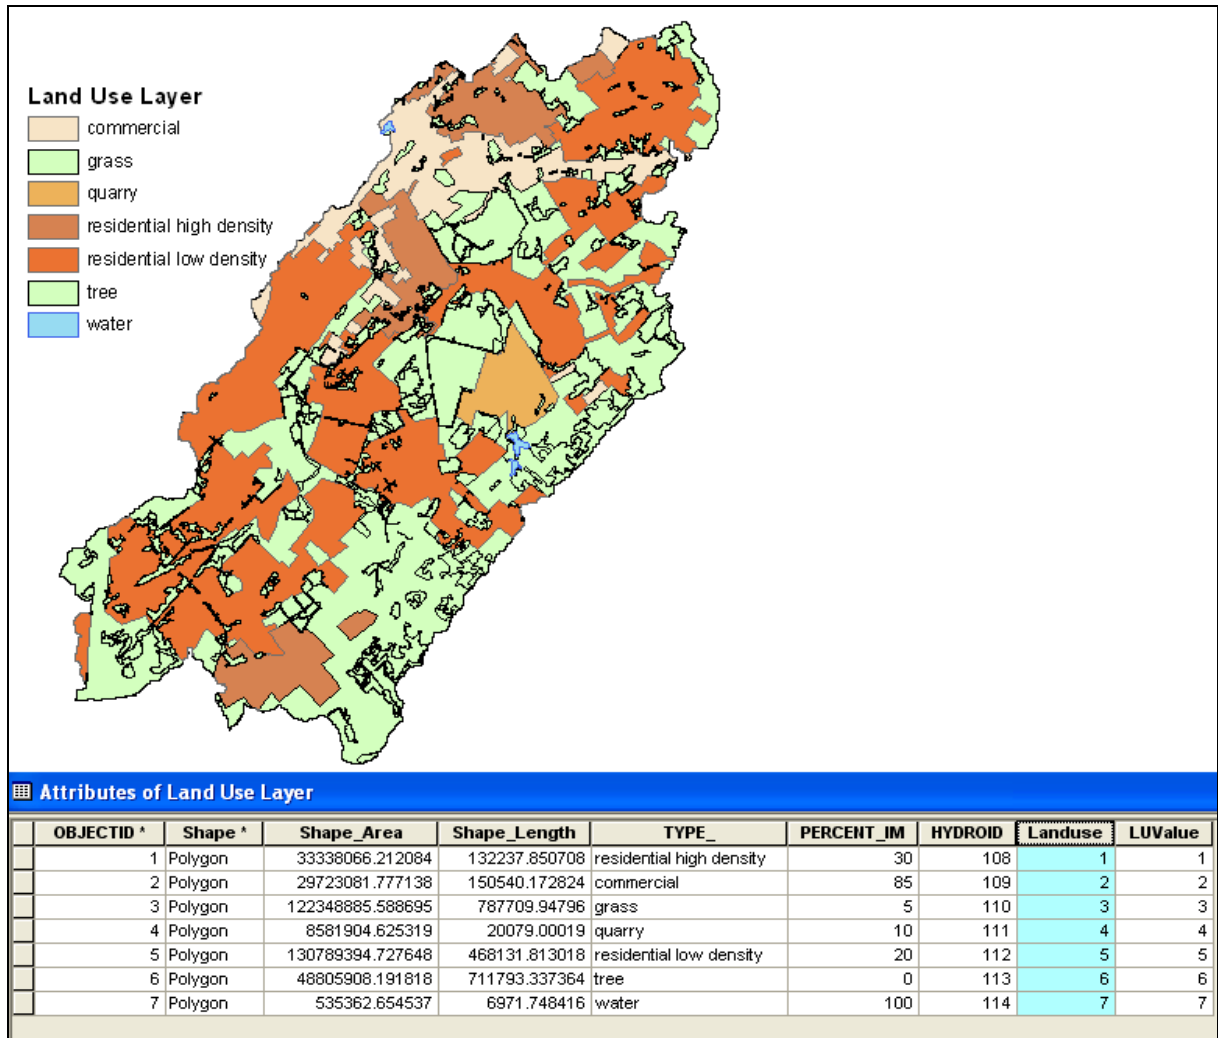 Land Use Layer
commercial
grass
quarry
residential high density
residential low density
tree
water
Attributes of Land Use Layer
OBJECTID * Shape * Shape_Area Shape_Length TYPE_ PERCENT_IM HYDROID Landuse LUValue
1 Polygon 33338066.212084 132237.850708 residential high density 30 108 1 1
2 Polygon 29723081.777138 150540.172824 commercial 85 109 2 2
3 Polygon 122348885.588695 787709.94796 grass 5 110 3 3
4 Polygon 8581904.625319 20079.00019 quarry 10 111 4 4
5 Polygon 130789394.727648 468131.813018 residential low density 20 112 5 5
6 Polygon 48805908.191818 711793.337364 tree 0 113 6 6
7 Polygon 535362.654537 6971.748416 water 100 114 7 7